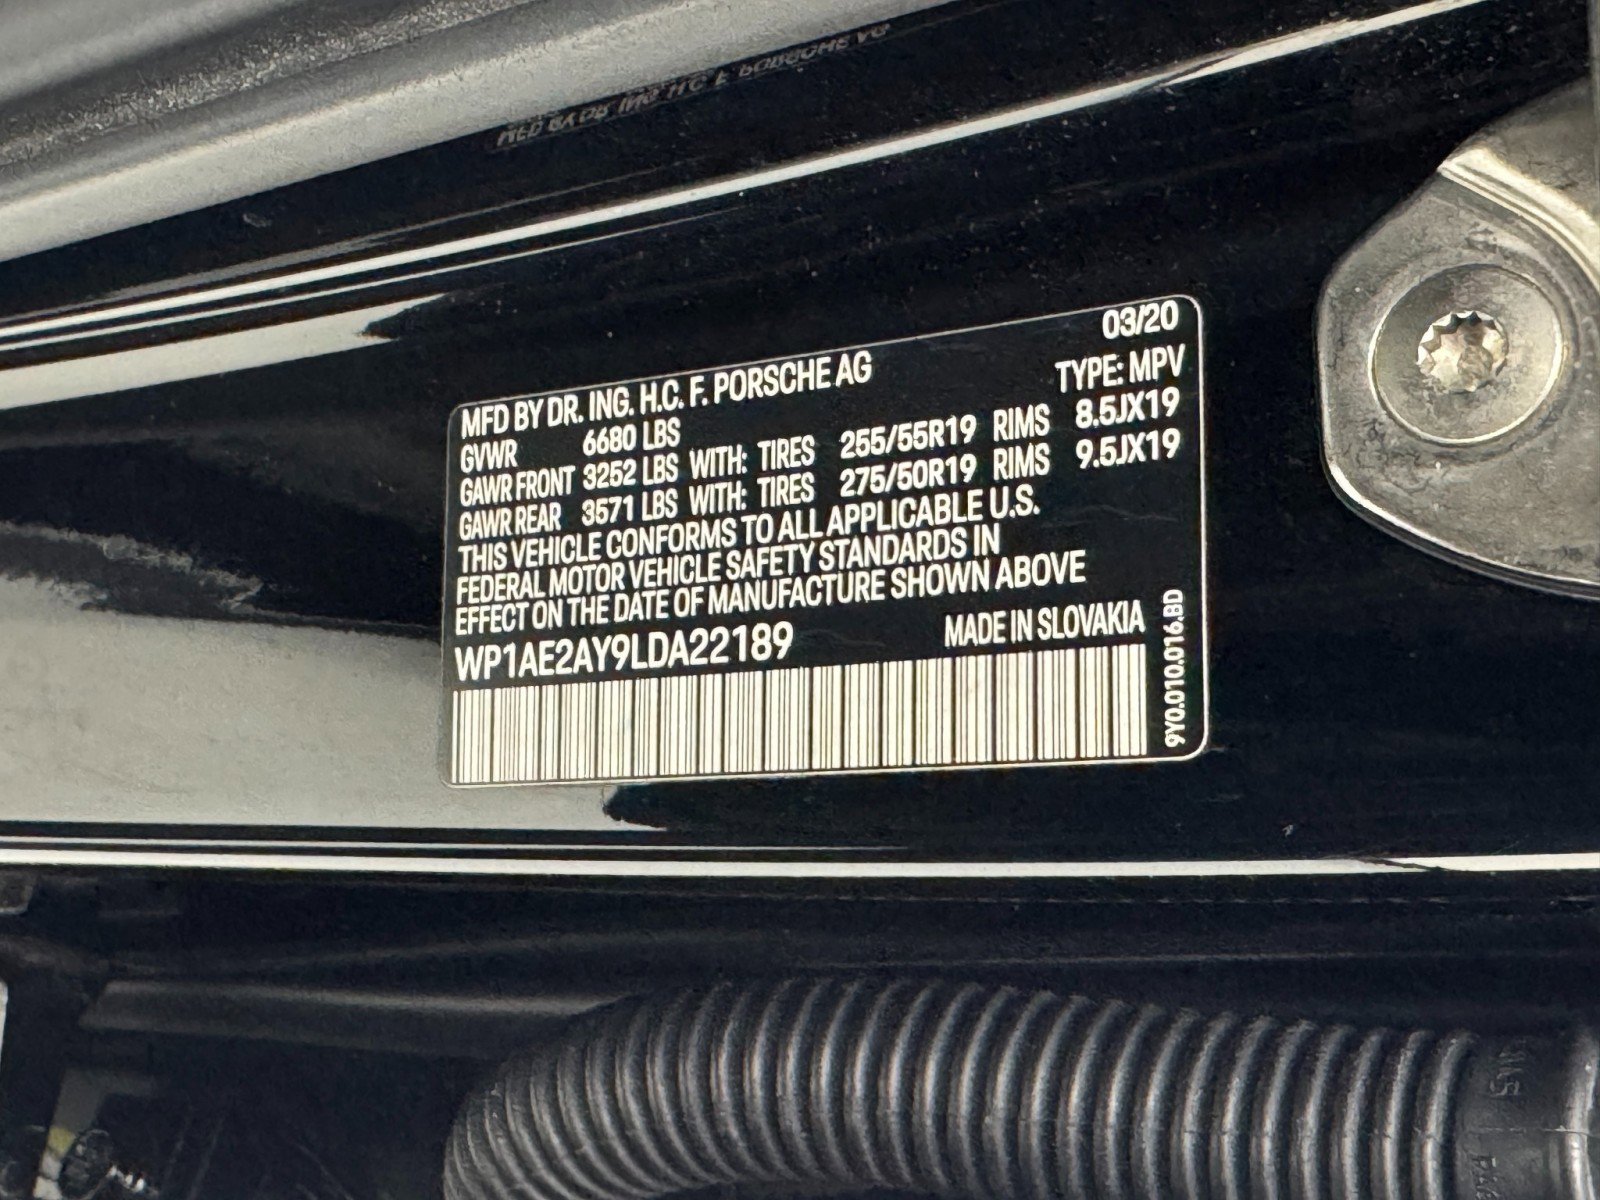 03/20
MFD BY DR. ING. H.C. F. PORSCHE AG
TYPE: MPV
GVWR 6680 LBS
GAWR FRONT 3252 LBS WITH: TIRES 255/55R19 RIMS 8.5JX19
GAWR REAR 3571 LBS WITH: TIRES 275/50R19 RIMS 9.5JX19
THIS VEHICLE CONFORMS TO ALL APPLICABLE U.S.
FEDERAL MOTOR VEHICLE SAFETY STANDARDS IN
EFFECT ON THE DATE OF MANUFACTURE SHOWN ABOVE
WP1AE2AY9LDA22189 MADE IN SLOVAKIA
9Y0.010.016.BD